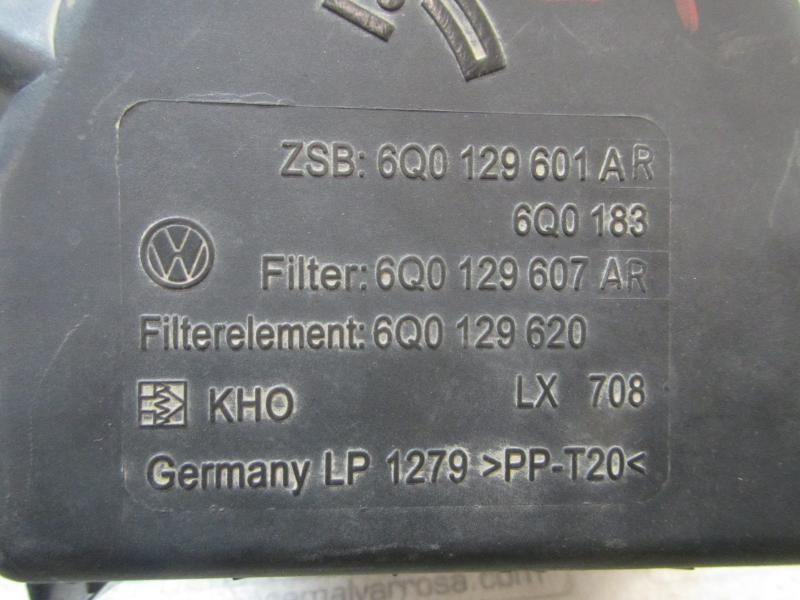 ZSB: 6Q0 129 601 AR
6Q0 183
Filter: 6Q0 129 607 AR
Filterelement: 6Q0 129 620
KHO
LX 708
Germany LP 1279 >PP-T20<